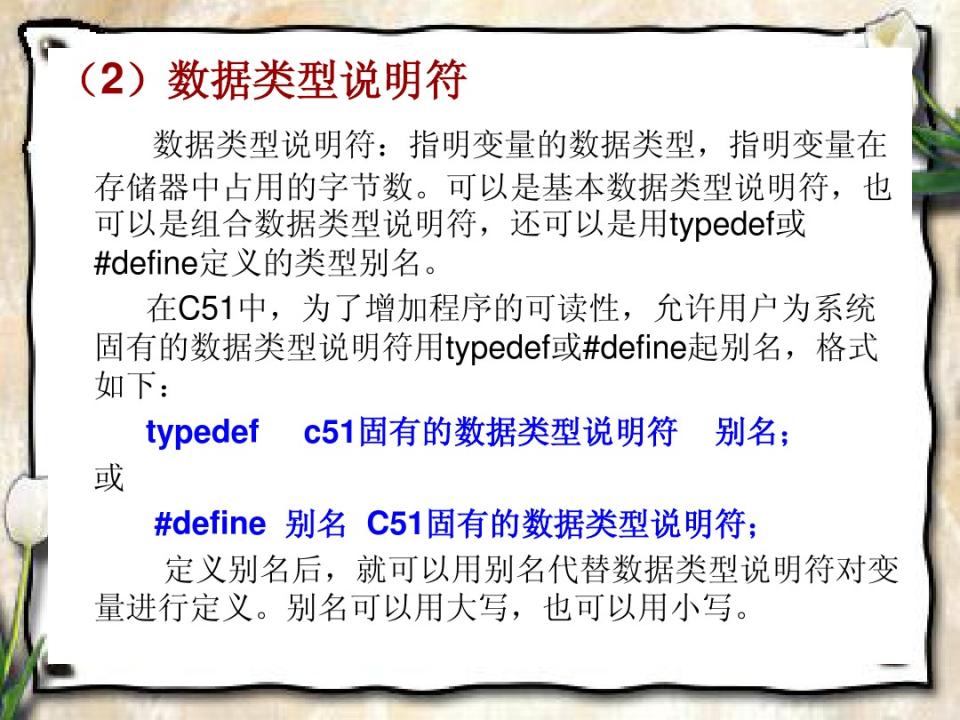 （2）数据类型说明符
数据类型说明符：指明变量的数据类型，指明变量在
存储器中占用的字节数。可以是基本数据类型说明符，也
可以是组合数据类型说明符，还可以是用typedef或
#define定义的类型别名。
在C51中，为了增加程序的可读性，允许用户为系统
固有的数据类型说明符用typedef或#define起别名，格式
如下：
typedef c51固有的数据类型说明符 别名；
或
#define 别名 C51固有的数据类型说明符；
定义别名后，就可以用别名代替数据类型说明符对变
量进行定义。别名可以用大写，也可以用小写。